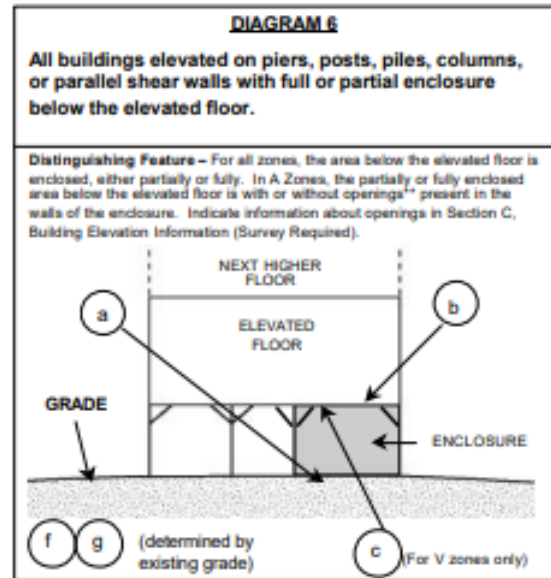 DIAGRAM 6
All buildings elevated on piers, posts, piles, columns,
or parallel shear walls with full or partial enclosure
below the elevated floor.
Distinguishing Feature – For all zones, the area below the elevated floor is
enclosed, either partially or fully. In A Zones, the partially or fully enclosed
area below the elevated floor is with or without openings** present in the
walls of the enclosure. Indicate information about openings in Section C,
Building Elevation Information (Survey Required).
NEXT HIGHER
FLOOR
a
b
ELEVATED
FLOOR
GRADE
ENCLOSURE
f g (determined by
existing grade)
c (For V zones only)